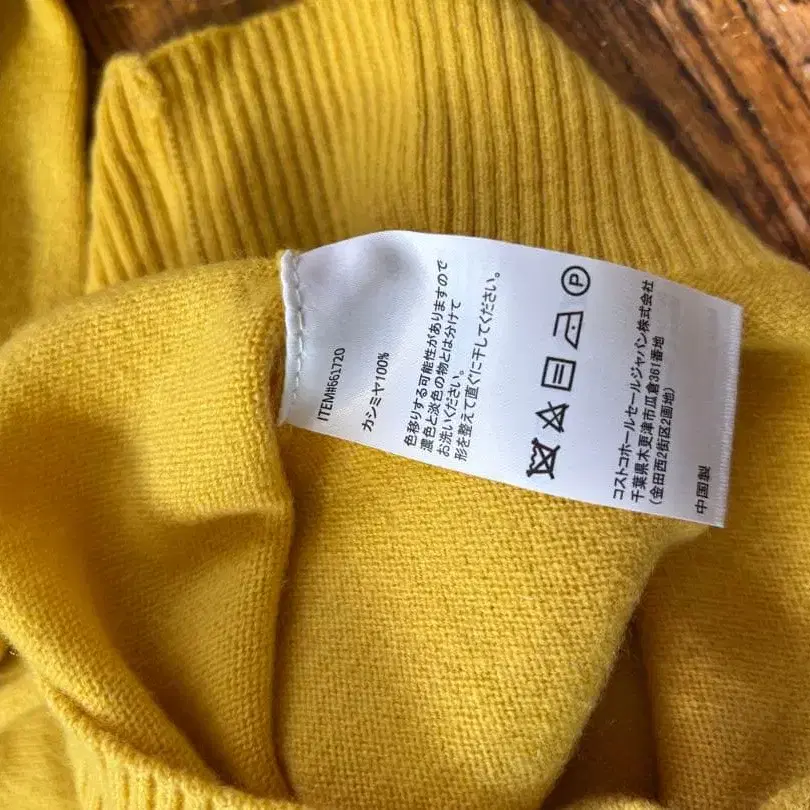 ITEM#661720
カシミヤ100%
色移りする可能性がありますので
濃色と淡色の物とは分けて
お洗いください。
形を整えて直ぐに干してください。
P
コストコホールセールジャパン株式会社
千葉県木更津市瓜倉361番地
(金田西2街区2画地)
中国製